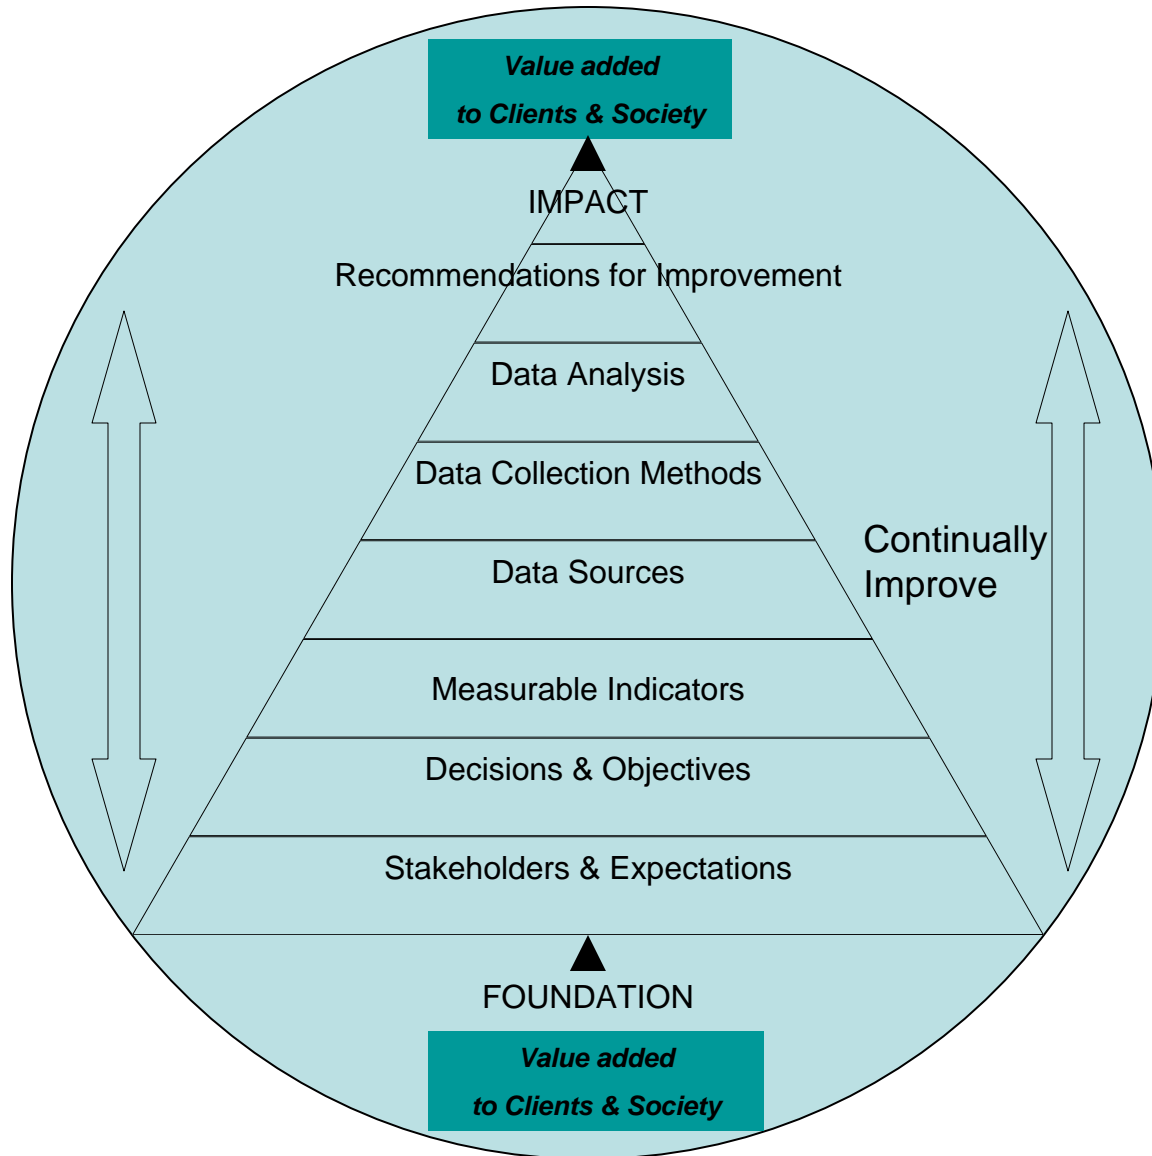 Value added
to Clients & Society
IMPACT
Recommendations for Improvement
Data Analysis
Data Collection Methods
Continually
Improve
Data Sources
Measurable Indicators
Decisions & Objectives
Stakeholders & Expectations
FOUNDATION
Value added
to Clients & Society